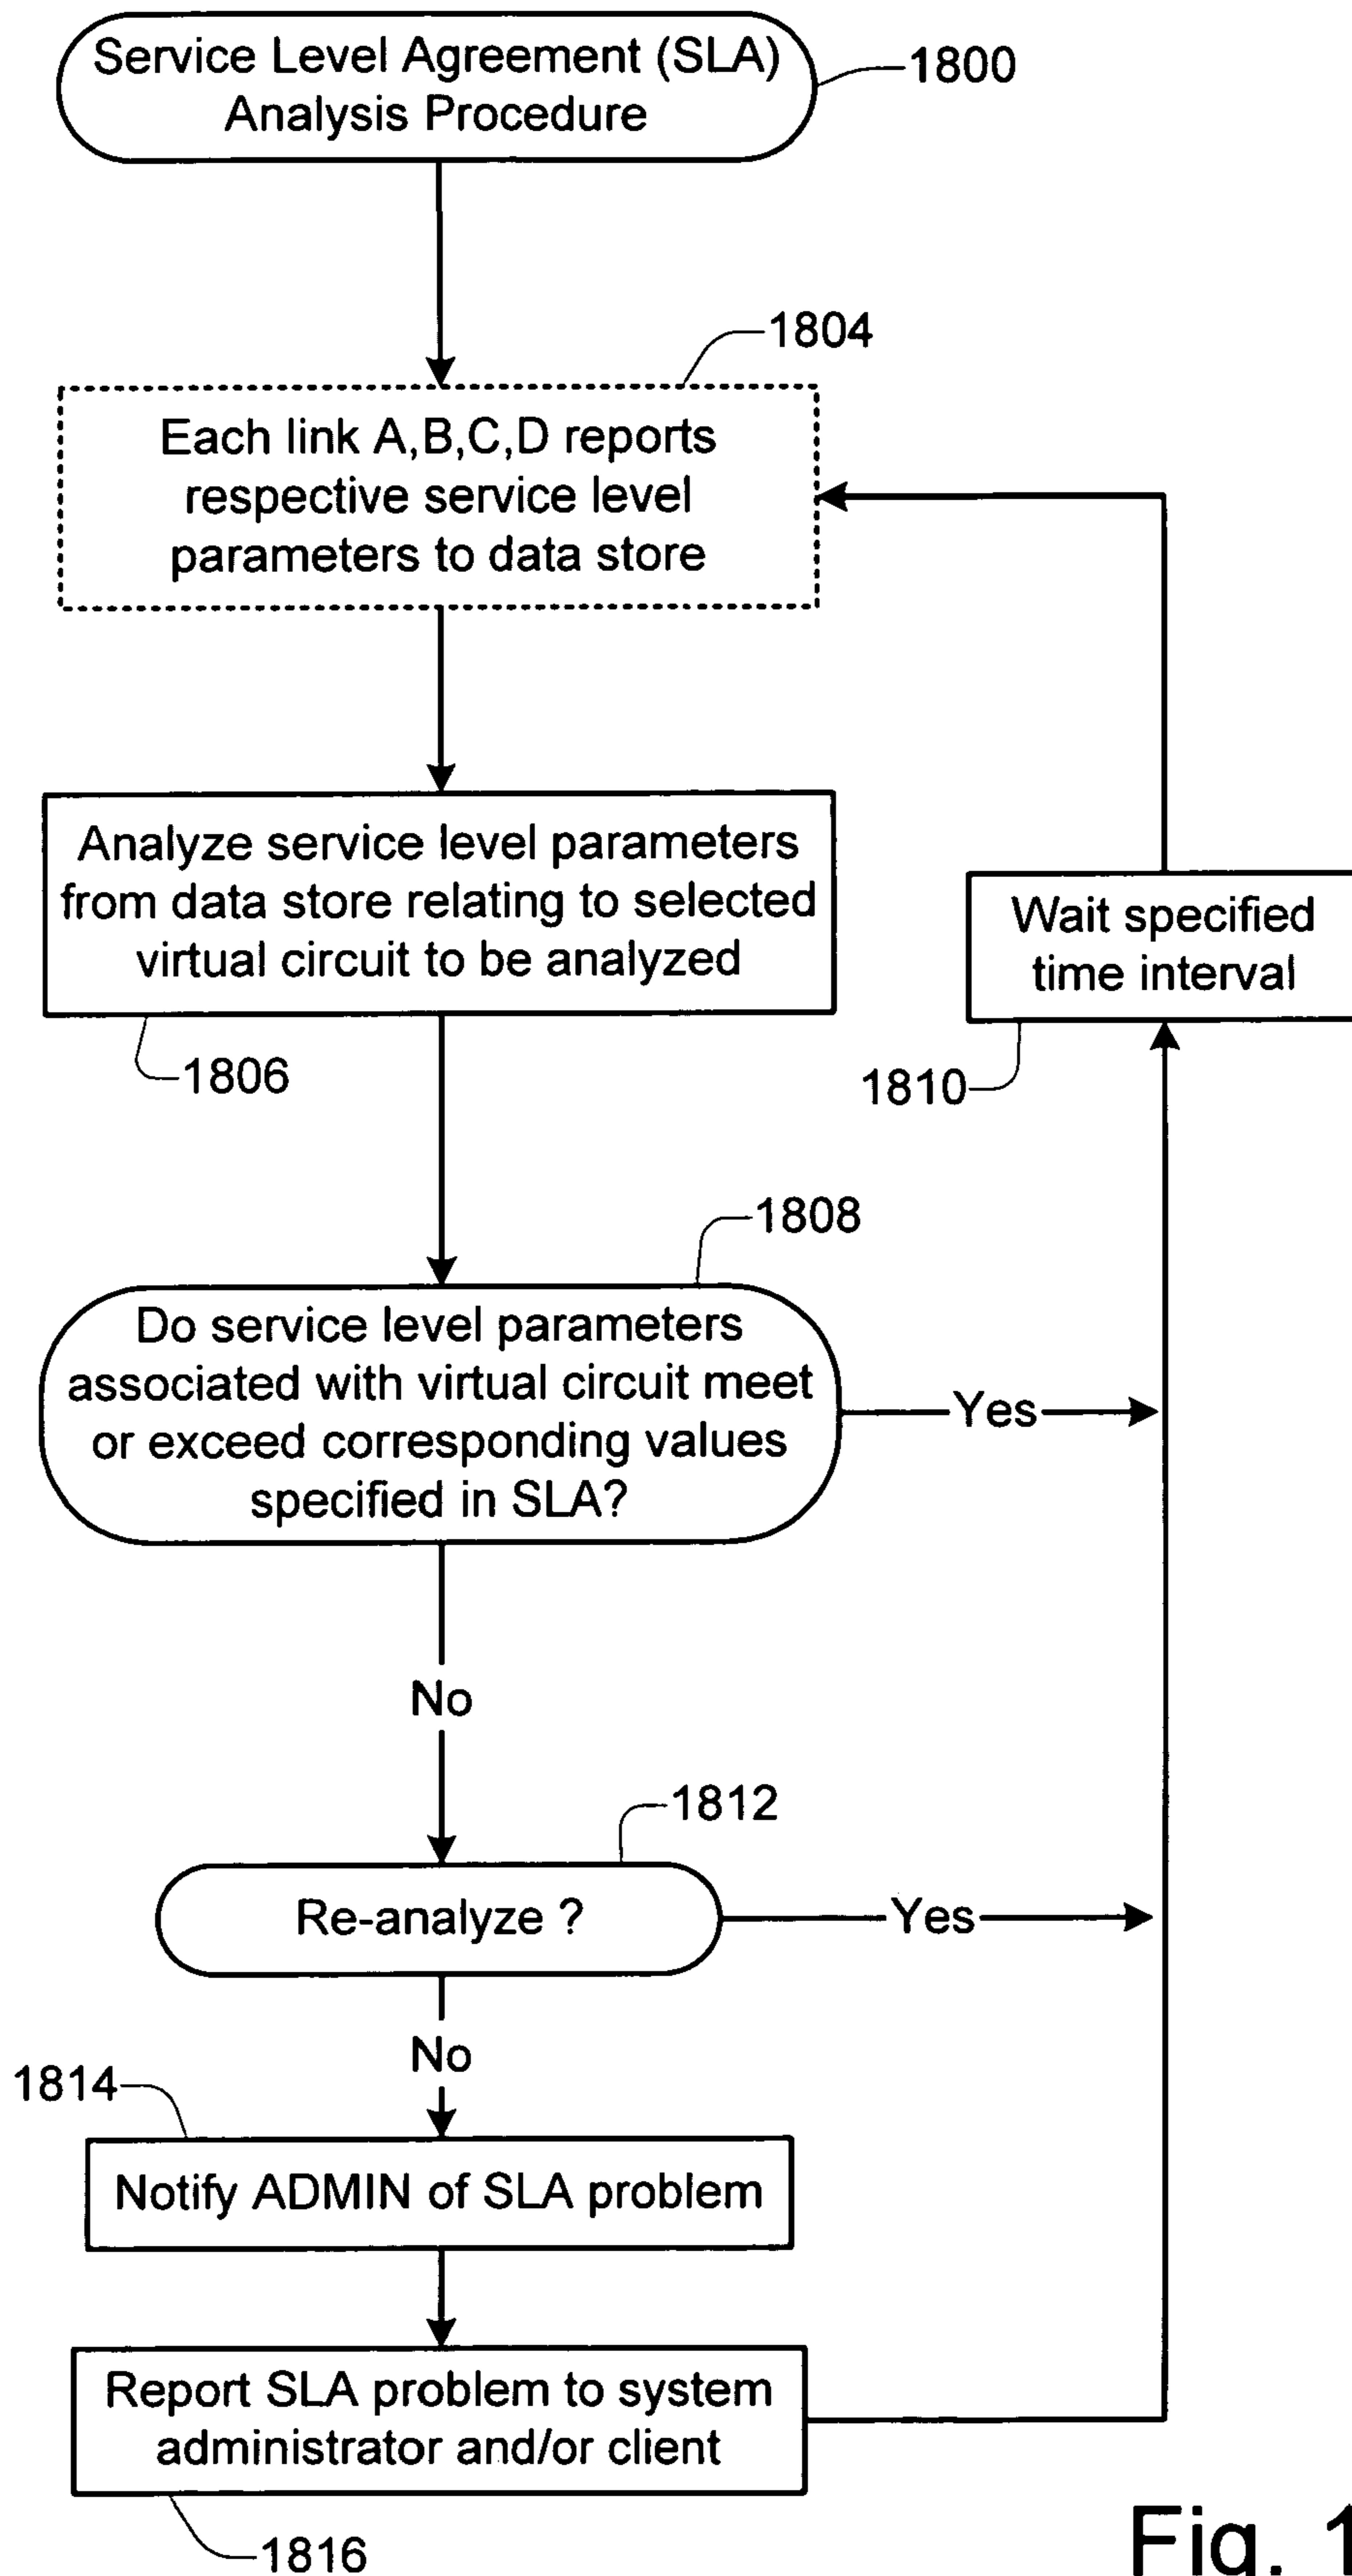 Service Level Agreement (SLA)
Analysis Procedure
1800
1804
Each link A,B,C,D reports
respective service level
parameters to data store
Analyze service level parameters
from data store relating to selected
virtual circuit to be analyzed
1806
Wait specified
time interval
1810
1808
Do service level parameters
associated with virtual circuit meet
or exceed corresponding values
specified in SLA?
Yes
No
1812
Re-analyze ?
Yes
No
1814
Notify ADMIN of SLA problem
Report SLA problem to system
administrator and/or client
1816
Fig. 1